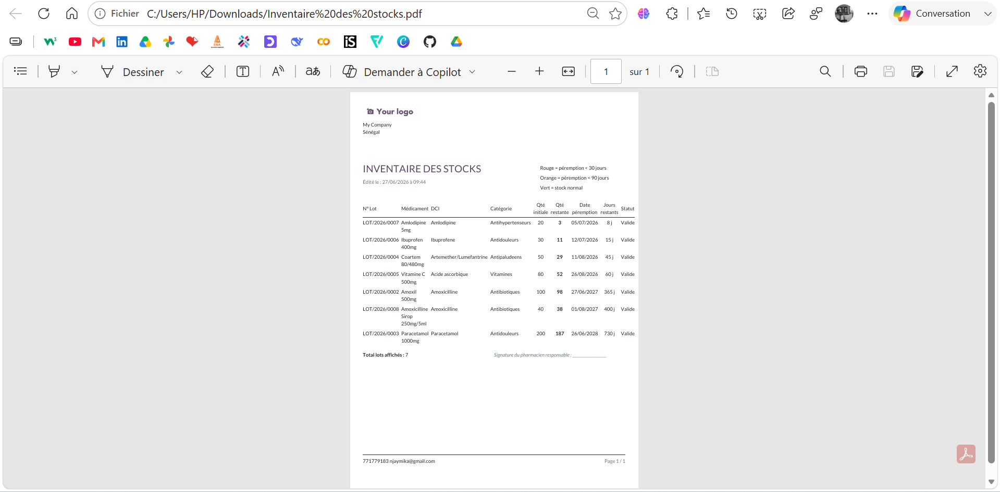 Fichier C:/Users/HP/Downloads/Inventaire%20des%20stocks.pdf
Conversation
Dessiner
Demander à Copilot
1 sur 1
Your logo
My Company
Sénégal
INVENTAIRE DES STOCKS
Édité le : 27/06/2026 à 09:44
Rouge = péremption < 30 jours
Orange = péremption < 90 jours
Vert = stock normal
N° Lot Médicament DCI Catégorie Qté initiale Qté restante Date péremption Jours restants Statut
LOT/2026/0007 Amlodipine 5mg Amlodipine Antihypertenseurs 20 3 05/07/2026 8 j Valide
LOT/2026/0006 Ibuprofen 400mg Ibuprofene Antidouleurs 30 11 12/07/2026 15 j Valide
LOT/2026/0004 Coartem 80/480mg Artemether/Lumefantrine Antipaludeens 50 29 11/08/2026 45 j Valide
LOT/2026/0005 Vitamine C 500mg Acide ascorbique Vitamines 80 52 26/08/2026 60 j Valide
LOT/2026/0002 Amoxil 500mg Amoxicilline Antibiotiques 100 98 27/06/2027 365 j Valide
LOT/2026/0008 Amoxicilline Sirop 250mg/5ml Amoxicilline Antibiotiques 40 38 01/08/2027 400 j Valide
LOT/2026/0003 Paracetamol 1000mg Paracetamol Antidouleurs 200 187 26/06/2028 730 j Valide
Total lots affichés : 7
Signature du pharmacien responsable : _______________
771779183 njaymika@gmail.com
Page 1 / 1